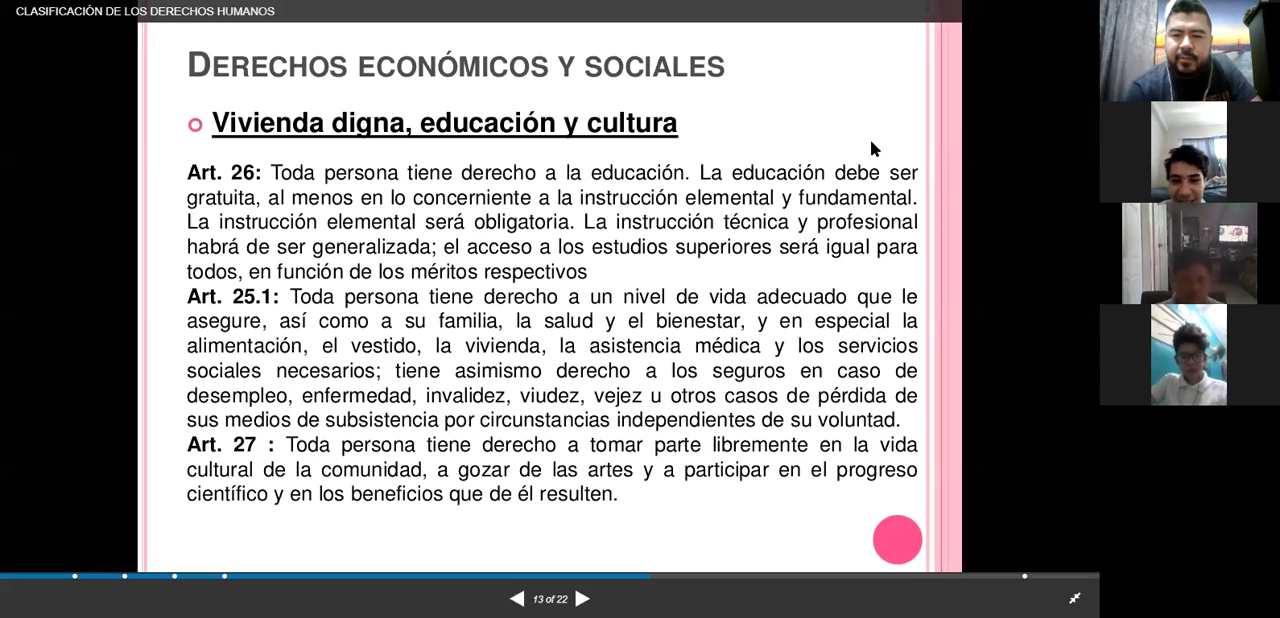 CLASIFICACIÓN DE LOS DERECHOS HUMANOS
DERECHOS ECONÓMICOS Y SOCIALES
Vivienda digna, educación y cultura
Art. 26: Toda persona tiene derecho a la educación. La educación debe ser
gratuita, al menos en lo concerniente a la instrucción elemental y fundamental.
La instrucción elemental será obligatoria. La instrucción técnica y profesional
habrá de ser generalizada; el acceso a los estudios superiores será igual para
todos, en función de los méritos respectivos
Art. 25.1: Toda persona tiene derecho a un nivel de vida adecuado que le
asegure, así como a su familia, la salud y el bienestar, y en especial la
alimentación, el vestido, la vivienda, la asistencia médica y los servicios
sociales necesarios; tiene asimismo derecho a los seguros en caso de
desempleo, enfermedad, invalidez, viudez, vejez u otros casos de pérdida de
sus medios de subsistencia por circunstancias independientes de su voluntad.
Art. 27 : Toda persona tiene derecho a tomar parte libremente en la vida
cultural de la comunidad, a gozar de las artes y a participar en el progreso
científico y en los beneficios que de él resulten.
13 of 22